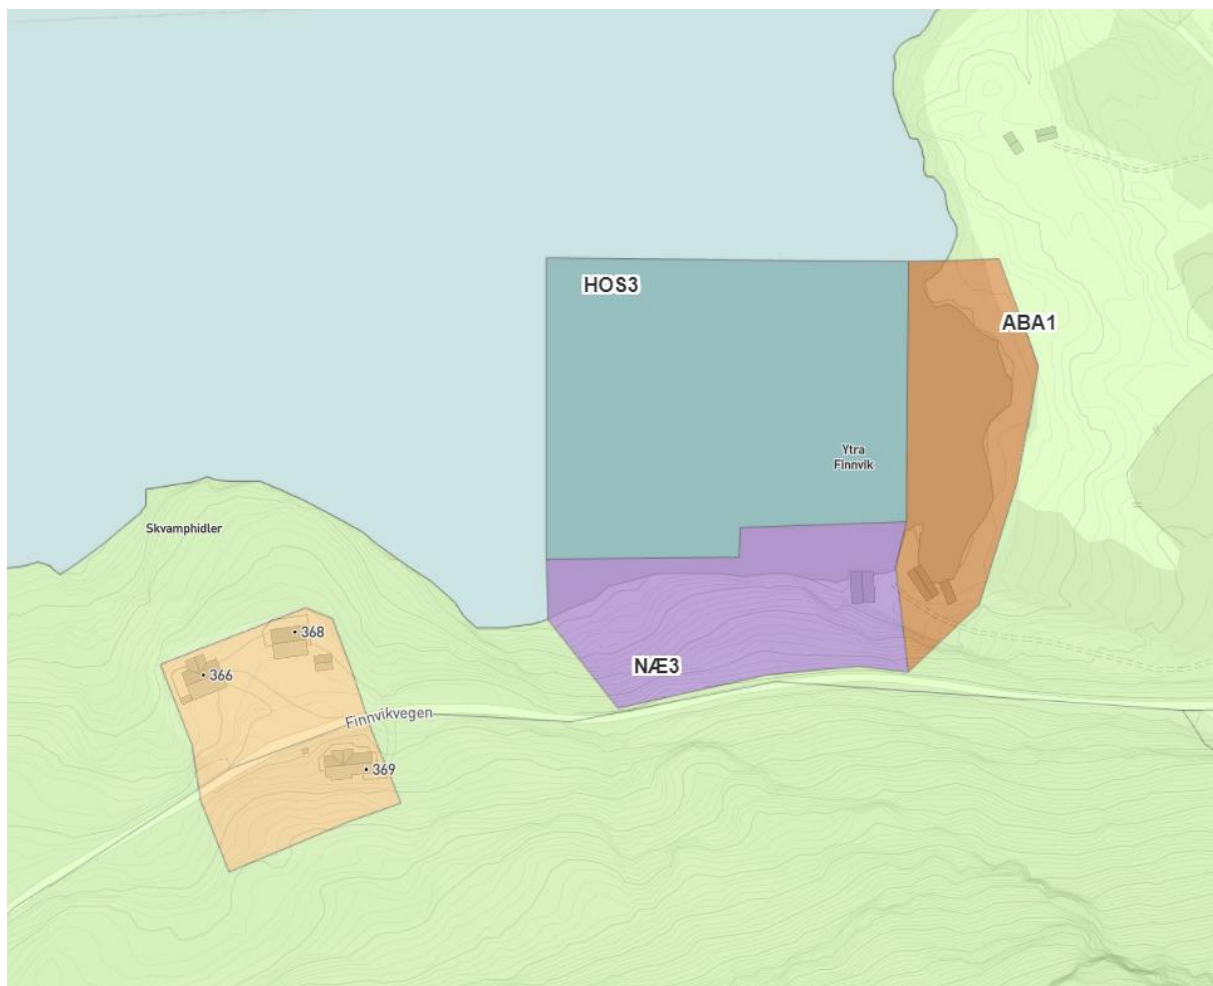 HOS3
ABA1
Ytra
Finnvik
Skvamphidler
368
366
NÆ3
Finnvikvegen
369